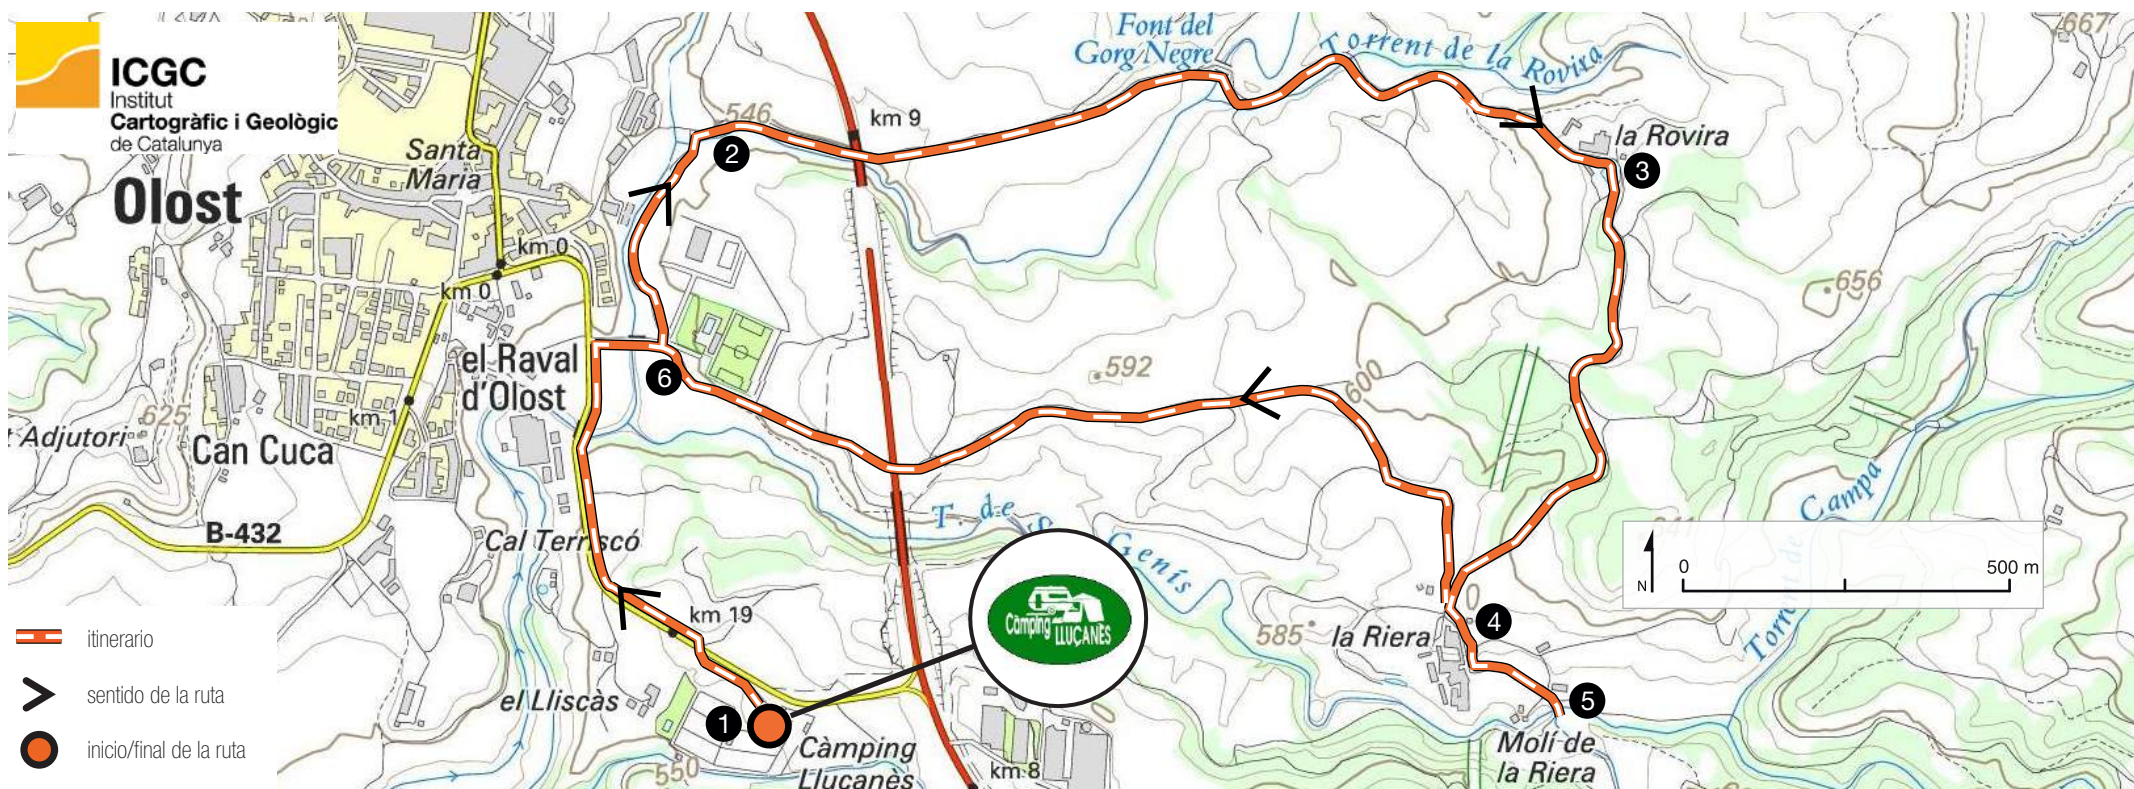 ICGC
Institut
Cartogràfic i Geològic
de Catalunya
Olost
Santa
Maria
546
km 9
Font del
Gorg Negre
Torrent de la Rovira
667
la Rovira
2
3
km 0
km 0
656
el Raval
d'Olost
6
592
600
km 1
625
Adjutori
Can Cuca
B-432
Cal Terriscó
T. de S. Genís
Torrent de Campa
N
0
500 m
km 19
Càmping
LLUÇANÈS
585
la Riera
4
5
itinerario
sentido de la ruta
inicio/final de la ruta
el Lliscàs
1
Càmping
Lluçanès
550
km 8
Molí de
la Riera